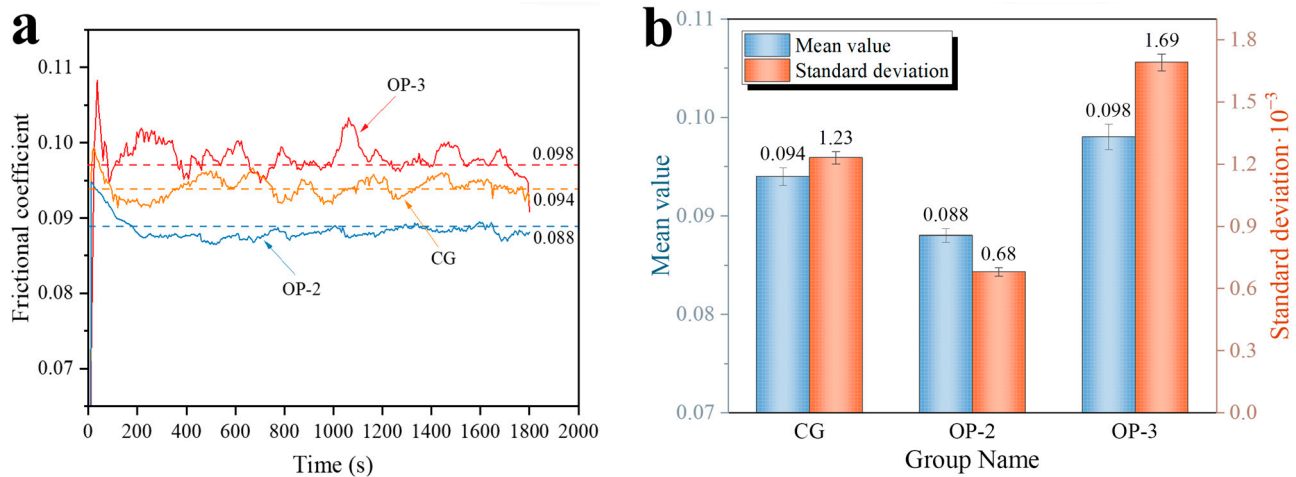 a
0.11
0.10
0.09
0.08
0.07
Frictional coefficient
OP-3
0.098
0.094
0.088
CG
OP-2
0 200 400 600 800 1000 1200 1400 1600 1800 2000
Time (s)
b
0.11
0.10
0.09
0.08
0.07
Mean value
Mean value
Standard deviation
0.094
1.23
0.088
0.68
0.098
1.69
1.8
1.5
1.2
0.9
0.6
0.3
0.0
Standard deviation·10⁻³
CG OP-2 OP-3
Group Name